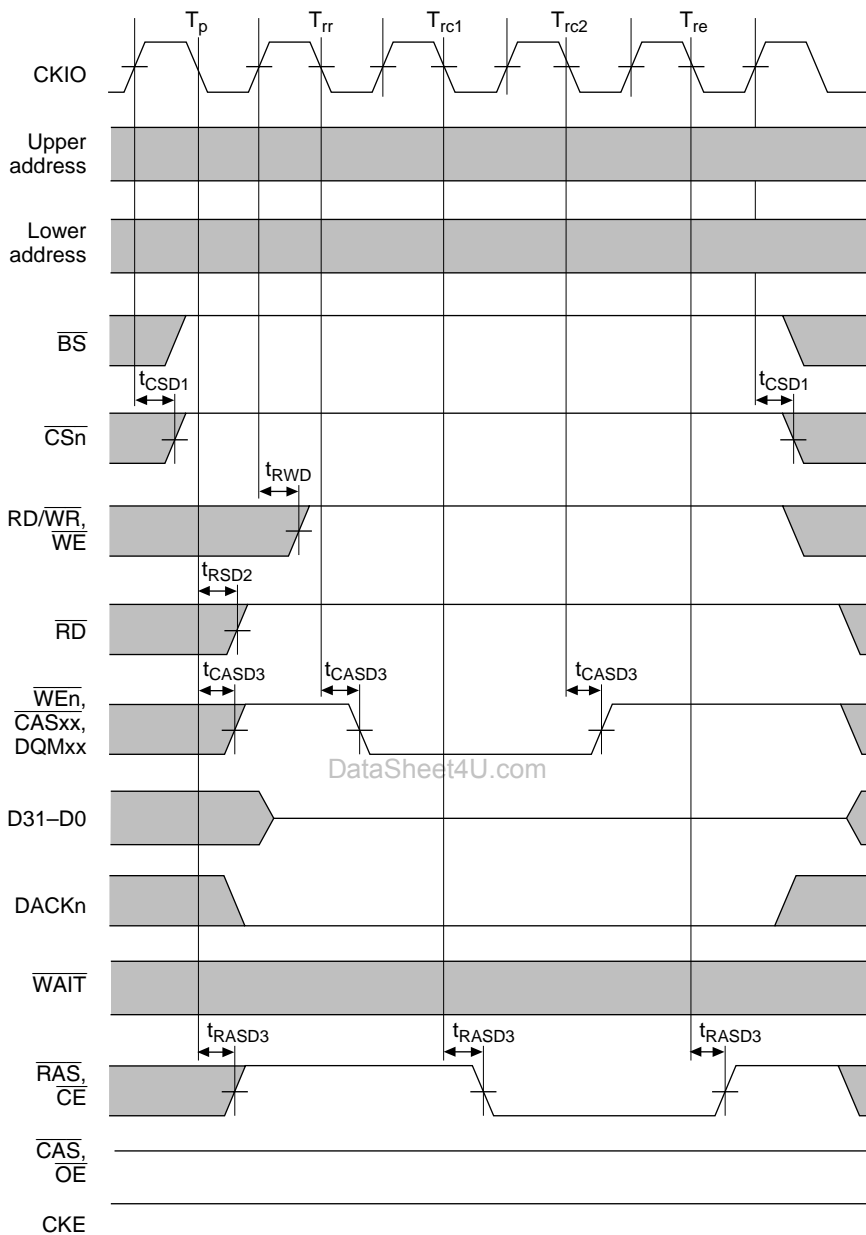 Tp Trr Trc1 Trc2 Tre
CKIO
Upper
address
Lower
address
BS
tCSD1 tCSD1
CSn
tRWD
RD/WR,
WE
tRSD2
RD
tCASD3 tCASD3 tCASD3
WEn,
CASxx,
DQMxx
DataSheet4U.com
D31–D0
DACKn
WAIT
tRASD3 tRASD3 tRASD3
RAS,
CE
CAS,
OE
CKE